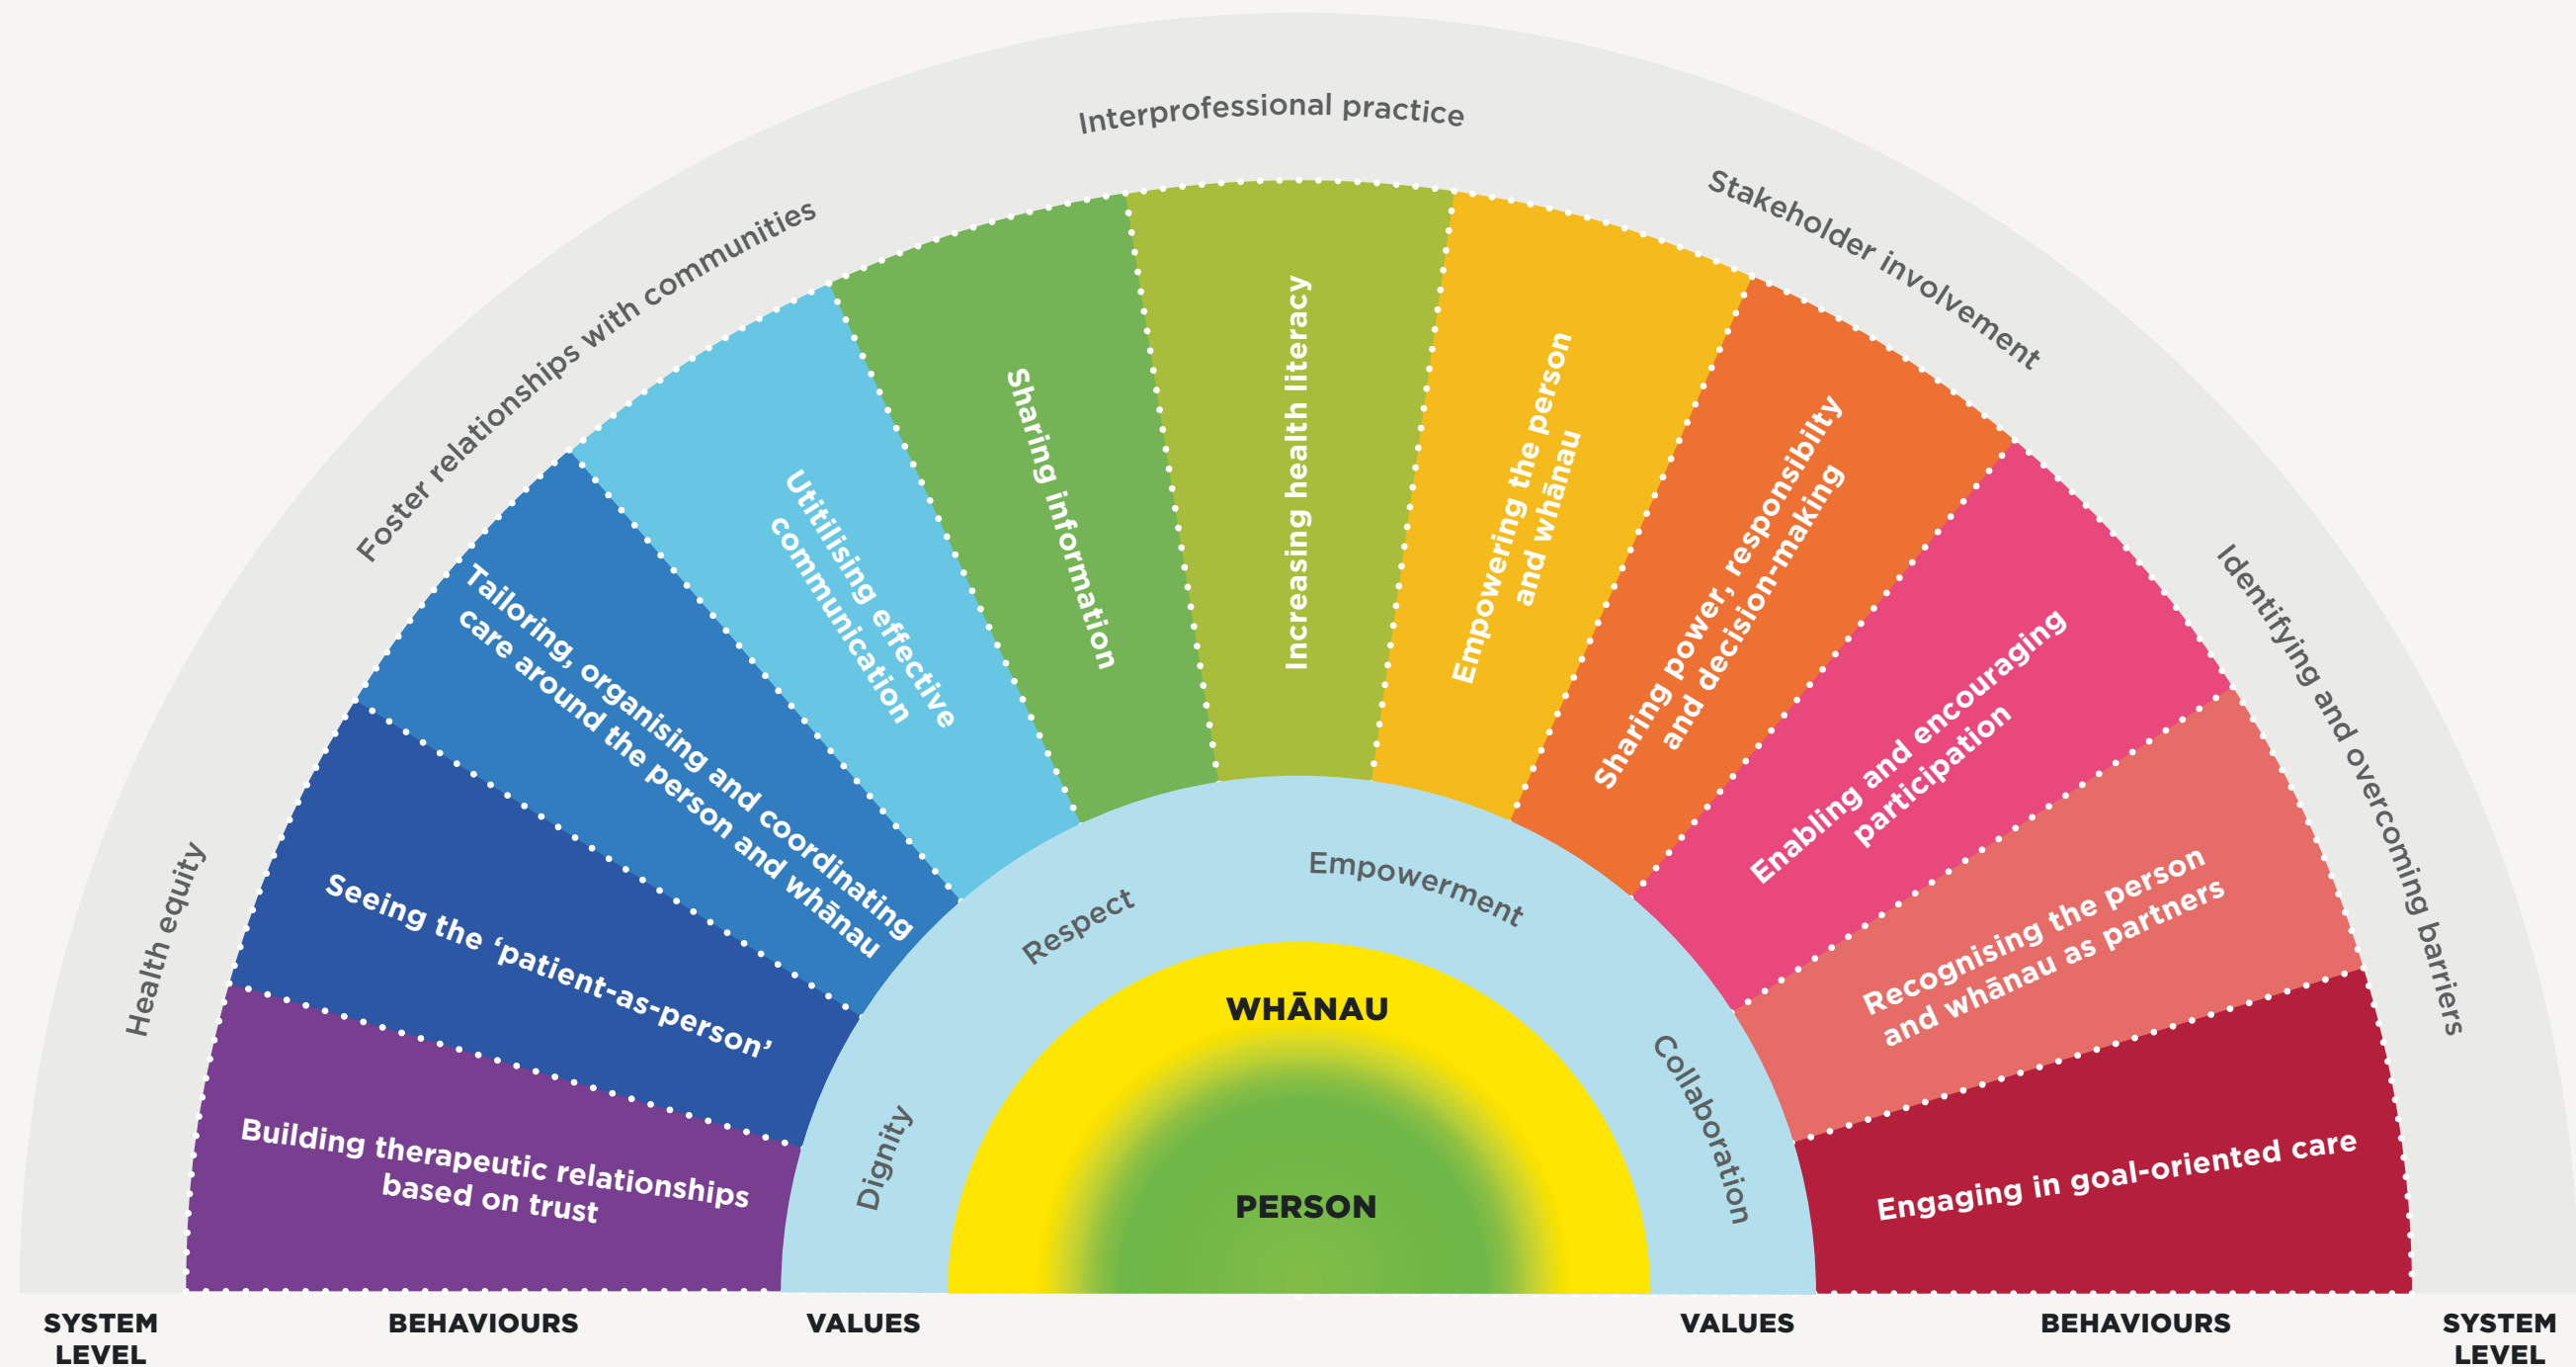 Interprofessional practice
Stakeholder involvement
Foster relationships with communities
Identifying and overcoming barriers
Health equity
Building therapeutic relationships
based on trust
Seeing the ‘patient-as-person’
Tailoring, organising and coordinating
care around the person and whānau
Utitilising effective
communication
Sharing information
Increasing health literacy
Empowering the person
and whānau
Sharing power, responsibilty
and decision-making
Enabling and encouraging
participation
Recognising the person
and whānau as partners
Engaging in goal-oriented care
Dignity
Respect
Empowerment
Collaboration
WHĀNAU
PERSON
SYSTEM
LEVEL
BEHAVIOURS
VALUES
VALUES
BEHAVIOURS
SYSTEM
LEVEL